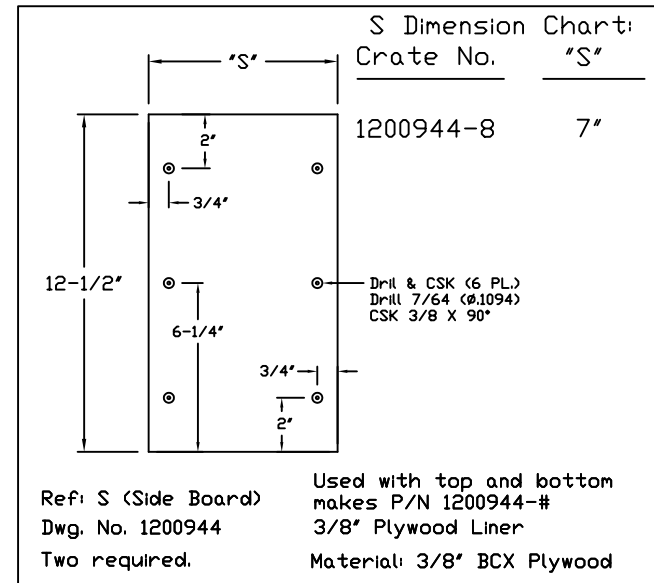 S Dimension Chart:
Crate No. "S"
1200944-8 7"
"S"
2"
3/4"
12-1/2"
6-1/4"
Dril & CSK (6 PL.)
Drill 7/64 (Ø.1094)
CSK 3/8 X 90°
3/4"
2"
Ref: S (Side Board)
Dwg. No. 1200944
Two required.
Used with top and bottom
makes P/N 1200944-#
3/8" Plywood Liner
Material: 3/8" BCX Plywood